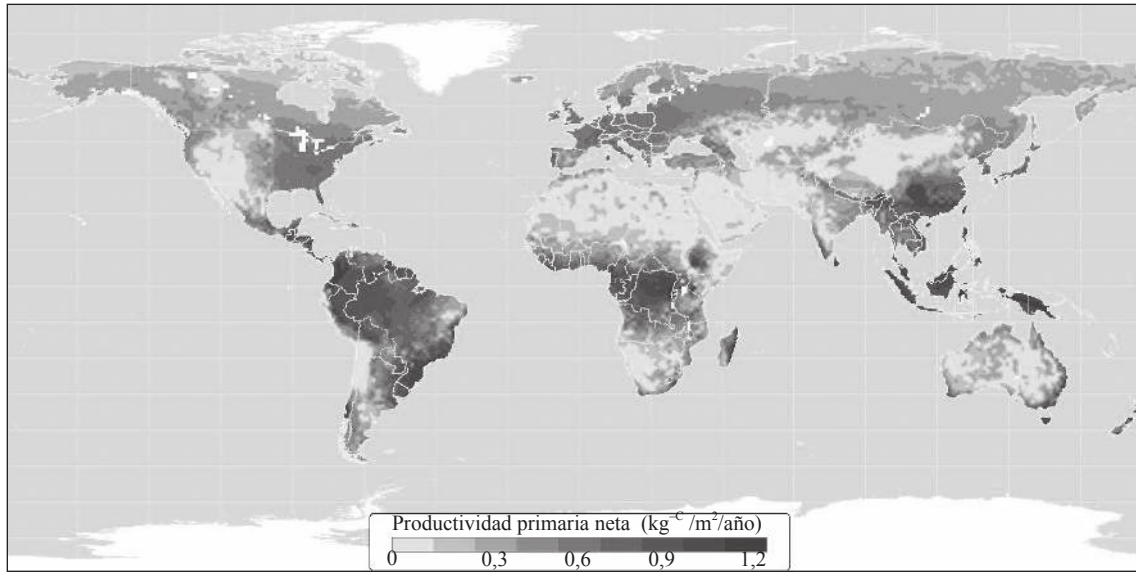 Productividad primaria neta (kg⁻ᶜ /m²/año)
0 0,3 0,6 0,9 1,2